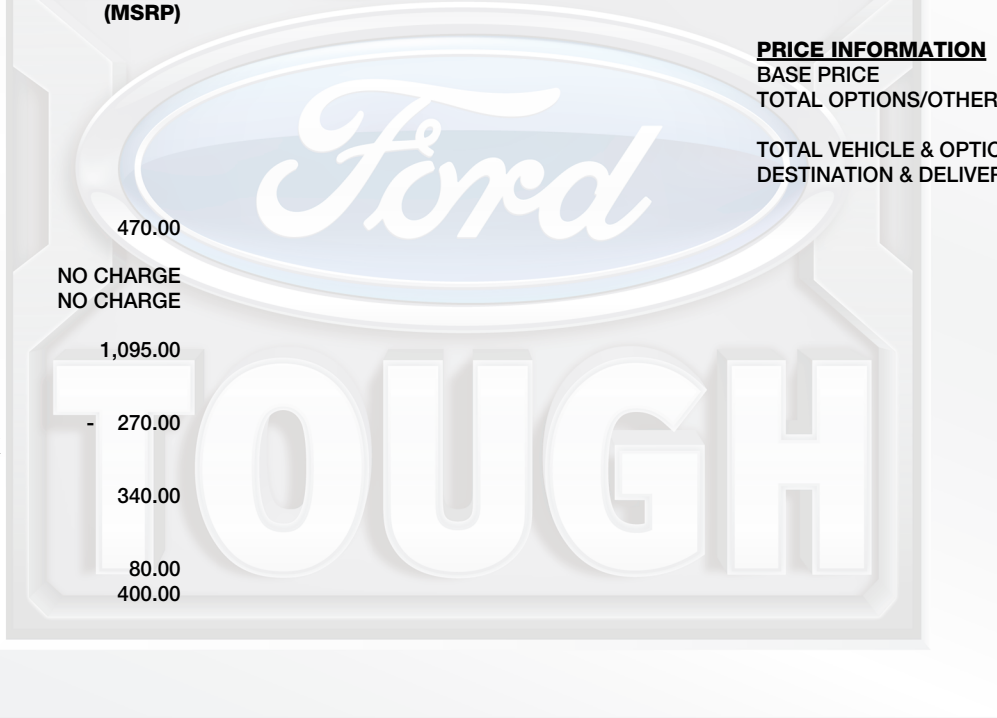 (MSRP)
470.00
NO CHARGE
NO CHARGE
1,095.00
- 270.00
340.00
80.00
400.00
PRICE INFORMATION
BASE PRICE
TOTAL OPTIONS/OTHER
TOTAL VEHICLE & OPTIO
DESTINATION & DELIVER
Ford
TOUGH